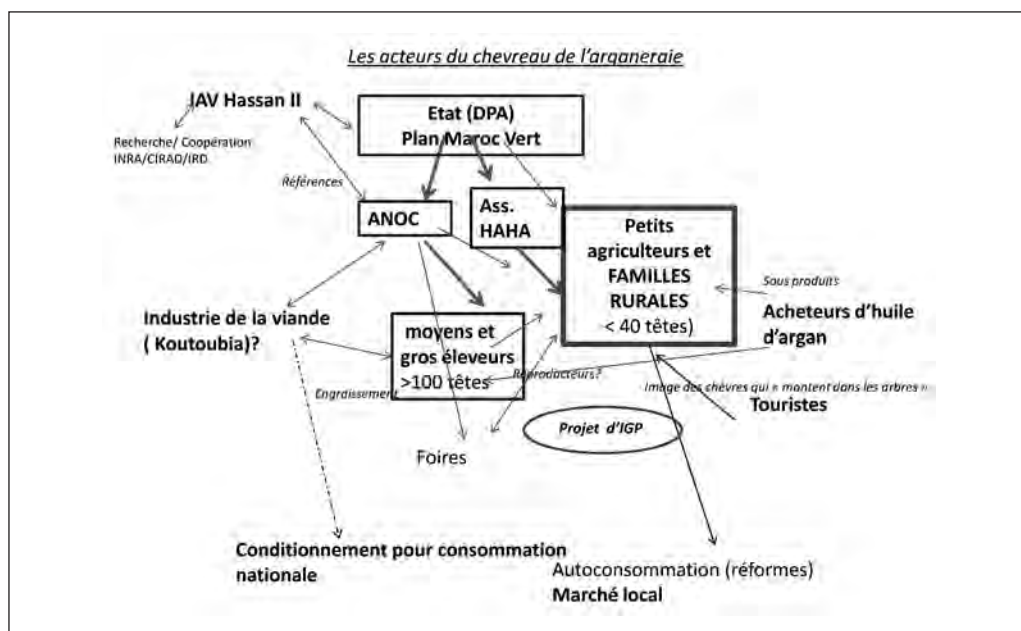 Les acteurs du chevreau de l'arganeraie
IAV Hassan II
Etat (DPA)
Plan Maroc Vert
Recherche/ Coopération
INRA/CIRAD/IRD
Références
ANOC
Ass.
HAHA
Petits
agriculteurs et
FAMILLES
RURALES
< 40 têtes)
Sous produits
Acheteurs d'huile
d'argan
Industrie de la viande
( Koutoubia)?
moyens et
gros éleveurs
>100 têtes
Réproducteurs?
Engraissement
Image des chèvres qui « montent dans les arbres »
Touristes
Projet d'IGP
Foires
Conditionnement pour consommation
nationale
Autoconsommation (réformes)
Marché local